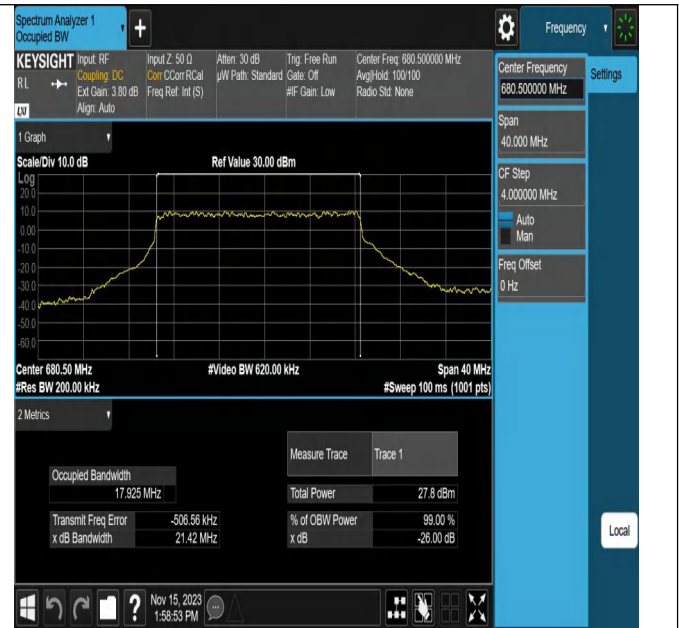 Spectrum Analyzer 1
Occupied BW
Frequency
KEYSIGHT
RL
LXI
Input: RF
Coupling: DC
Ext Gain: 3.80 dB
Align: Auto
Input Z: 50 Ω
Corr CCorr RCal
Freq Ref: Int (S)
Atten: 30 dB
µW Path: Standard
Trig: Free Run
Gate: Off
#IF Gain: Low
Center Freq: 680.500000 MHz
Avg|Hold: 100/100
Radio Std: None
Center Frequency
680.500000 MHz
Settings
Span
40.000 MHz
CF Step
4.000000 MHz
Auto
Man
Freq Offset
0 Hz
1 Graph
Scale/Div 10.0 dB
Ref Value 30.00 dBm
Log
20.0
10.0
0.00
-10.0
-20.0
-30.0
-40.0
-50.0
-60.0
Center 680.50 MHz
#Video BW 620.00 kHz
Span 40 MHz
#Res BW 200.00 kHz
#Sweep 100 ms (1001 pts)
2 Metrics
Measure Trace
Trace 1
Occupied Bandwidth
17.925 MHz
Total Power
27.8 dBm
Transmit Freq Error
-506.56 kHz
% of OBW Power
99.00 %
x dB Bandwidth
21.42 MHz
x dB
-26.00 dB
Local
?
Nov 15, 2023
1:58:53 PM